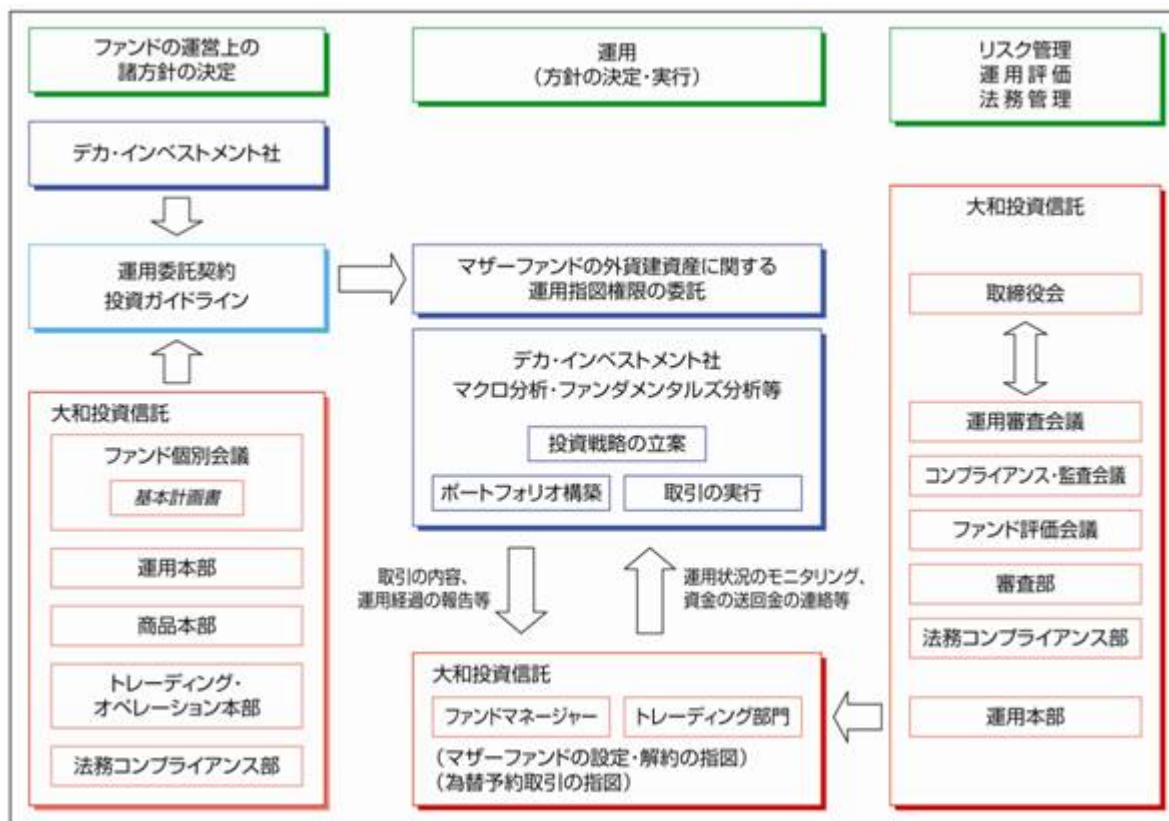 ファンドの運営上の
諸方針の決定
デカ・インベストメント社
運用委託契約
投資ガイドライン
大和投資信託
ファンド個別会議
基本計画書
運用本部
商品本部
トレーディング・
オペレーション本部
法務コンプライアンス部
運用
(方針の決定・実行)
マザーファンドの外貨建資産に関する
運用指図権限の委託
デカ・インベストメント社
マクロ分析・ファンダメンタルズ分析等
投資戦略の立案
ポートフォリオ構築
取引の実行
取引の内容、
運用経過の報告等
運用状況のモニタリング、
資金の送回金の連絡等
大和投資信託
ファンドマネージャー
トレーディング部門
(マザーファンドの設定・解約の指図)
(為替予約取引の指図)
リスク管理
運用評価
法務管理
大和投資信託
取締役会
運用審査会議
コンプライアンス・監査会議
ファンド評価会議
審査部
法務コンプライアンス部
運用本部